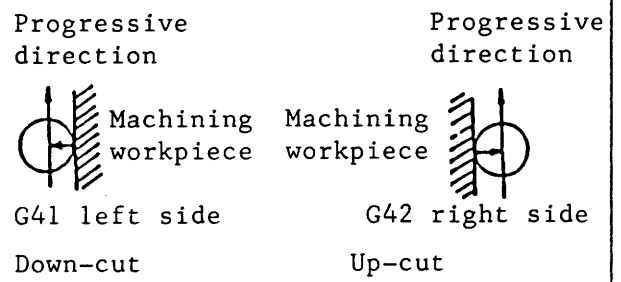 Progressive
direction
Machining
workpiece
G41 left side
Down-cut
Progressive
direction
Machining
workpiece
G42 right side
Up-cut